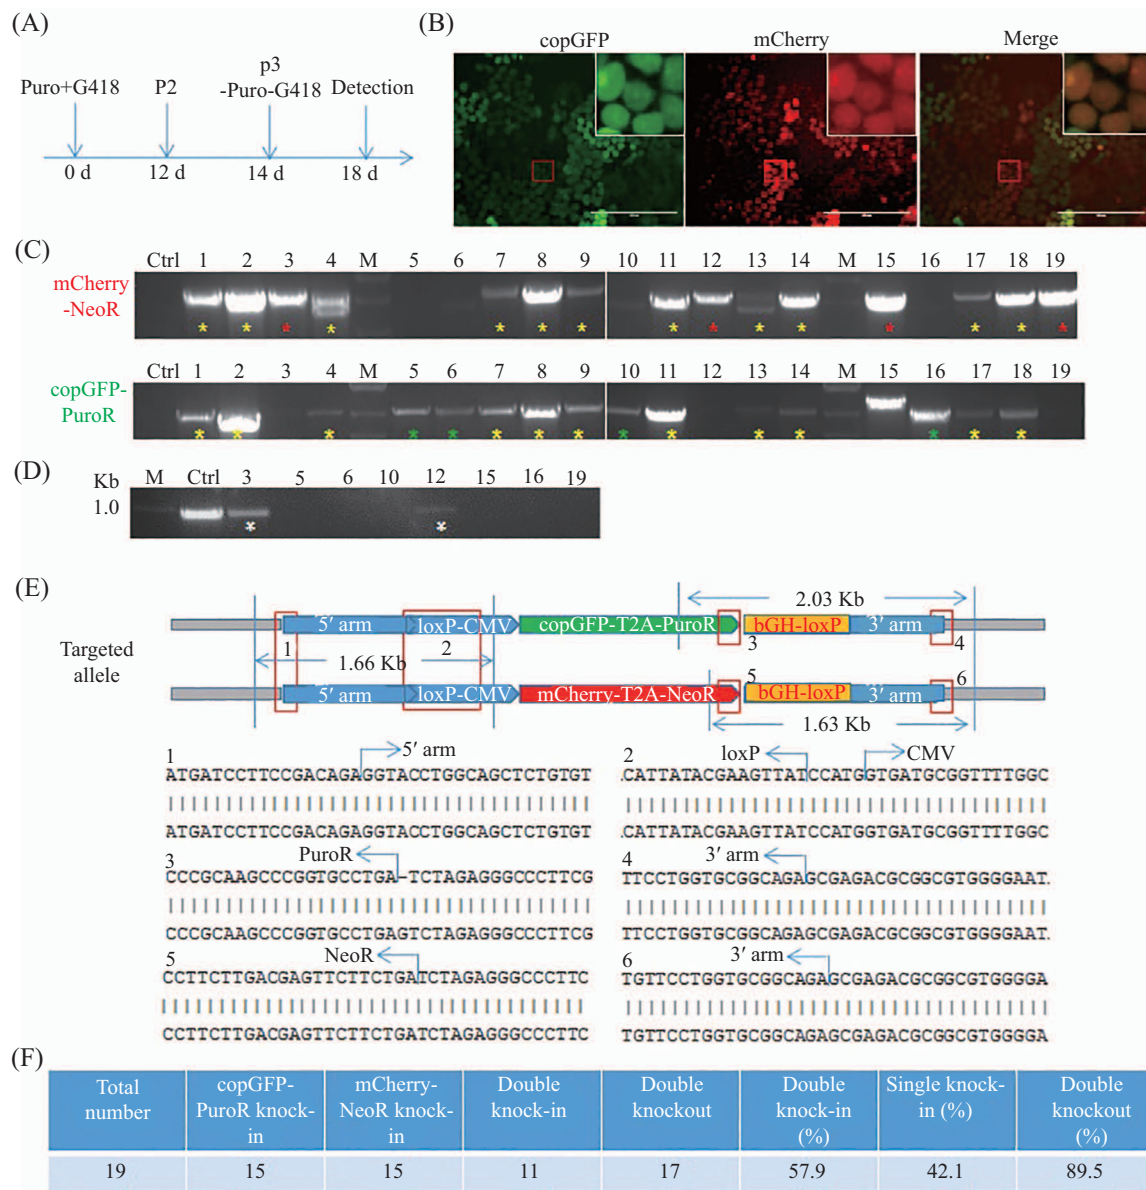 (A)
Puro+G418
P2
p3
-Puro-G418
Detection
0 d
12 d
14 d
18 d
(B)
copGFP
mCherry
Merge
(C)
Ctrl 1 2 3 4 M 5 6 7 8 9 10 11 12 13 14 M 15 16 17 18 19
mCherry
-NeoR
* * * * * * * * * * * * * * *
Ctrl 1 2 3 4 M 5 6 7 8 9 10 11 12 13 14 M 15 16 17 18 19
copGFP-
PuroR
* * * * * * * * * * * * * * *
(D)
Kb M Ctrl 3 5 6 10 12 15 16 19
1.0
* *
(E)
2.03 Kb
5′ arm loxP-CMV copGFP-T2A-PuroR bGH-loxP 3′ arm
1 2 3 4
Targeted
allele
1.66 Kb
5 6
5′ arm loxP-CMV mCherry-T2A-NeoR bGH-loxP 3′ arm
1.63 Kb
1 5′ arm
ATGATCCTTCCGACAGAGGTACCTGGCAGCTCTGTGT
ATGATCCTTCCGACAGAGGTACCTGGCAGCTCTGTGT
2 loxP CMV
CATTATACGAAGTTATCCATGGTGATGCGGTTTTGGC
CATTATACGAAGTTATCCATGGTGATGCGGTTTTGGC
3 PuroR
CCCGCAAGCCCGGTGCCTGA-TCTAGAGGGCCCTTCG
CCCGCAAGCCCGGTGCCTGAGTCTAGAGGGCCCTTCG
4 3′ arm
TTCCTGGTGCGGCAGAGCGAGACGCGGCGTGGGGAAT.
TTCCTGGTGCGGCAGAGCGAGACGCGGCGTGGGGAAT.
5 NeoR
CCTTCTTGACGAGTTCTTCTGATCTAGAGGGCCCTTC
CCTTCTTGACGAGTTCTTCTGATCTAGAGGGCCCTTC
6 3′ arm
TGTTCCTGGTGCGGCAGAGCGAGACGCGGCGTGGGGA
TGTTCCTGGTGCGGCAGAGCGAGACGCGGCGTGGGGA
(F)
Total
number
copGFP-
PuroR knock-
in
mCherry-
NeoR knock-
in
Double
knock-in
Double
knockout
Double
knock-in
(%)
Single knock-
in (%)
Double
knockout
(%)
19 15 15 11 17 57.9 42.1 89.5